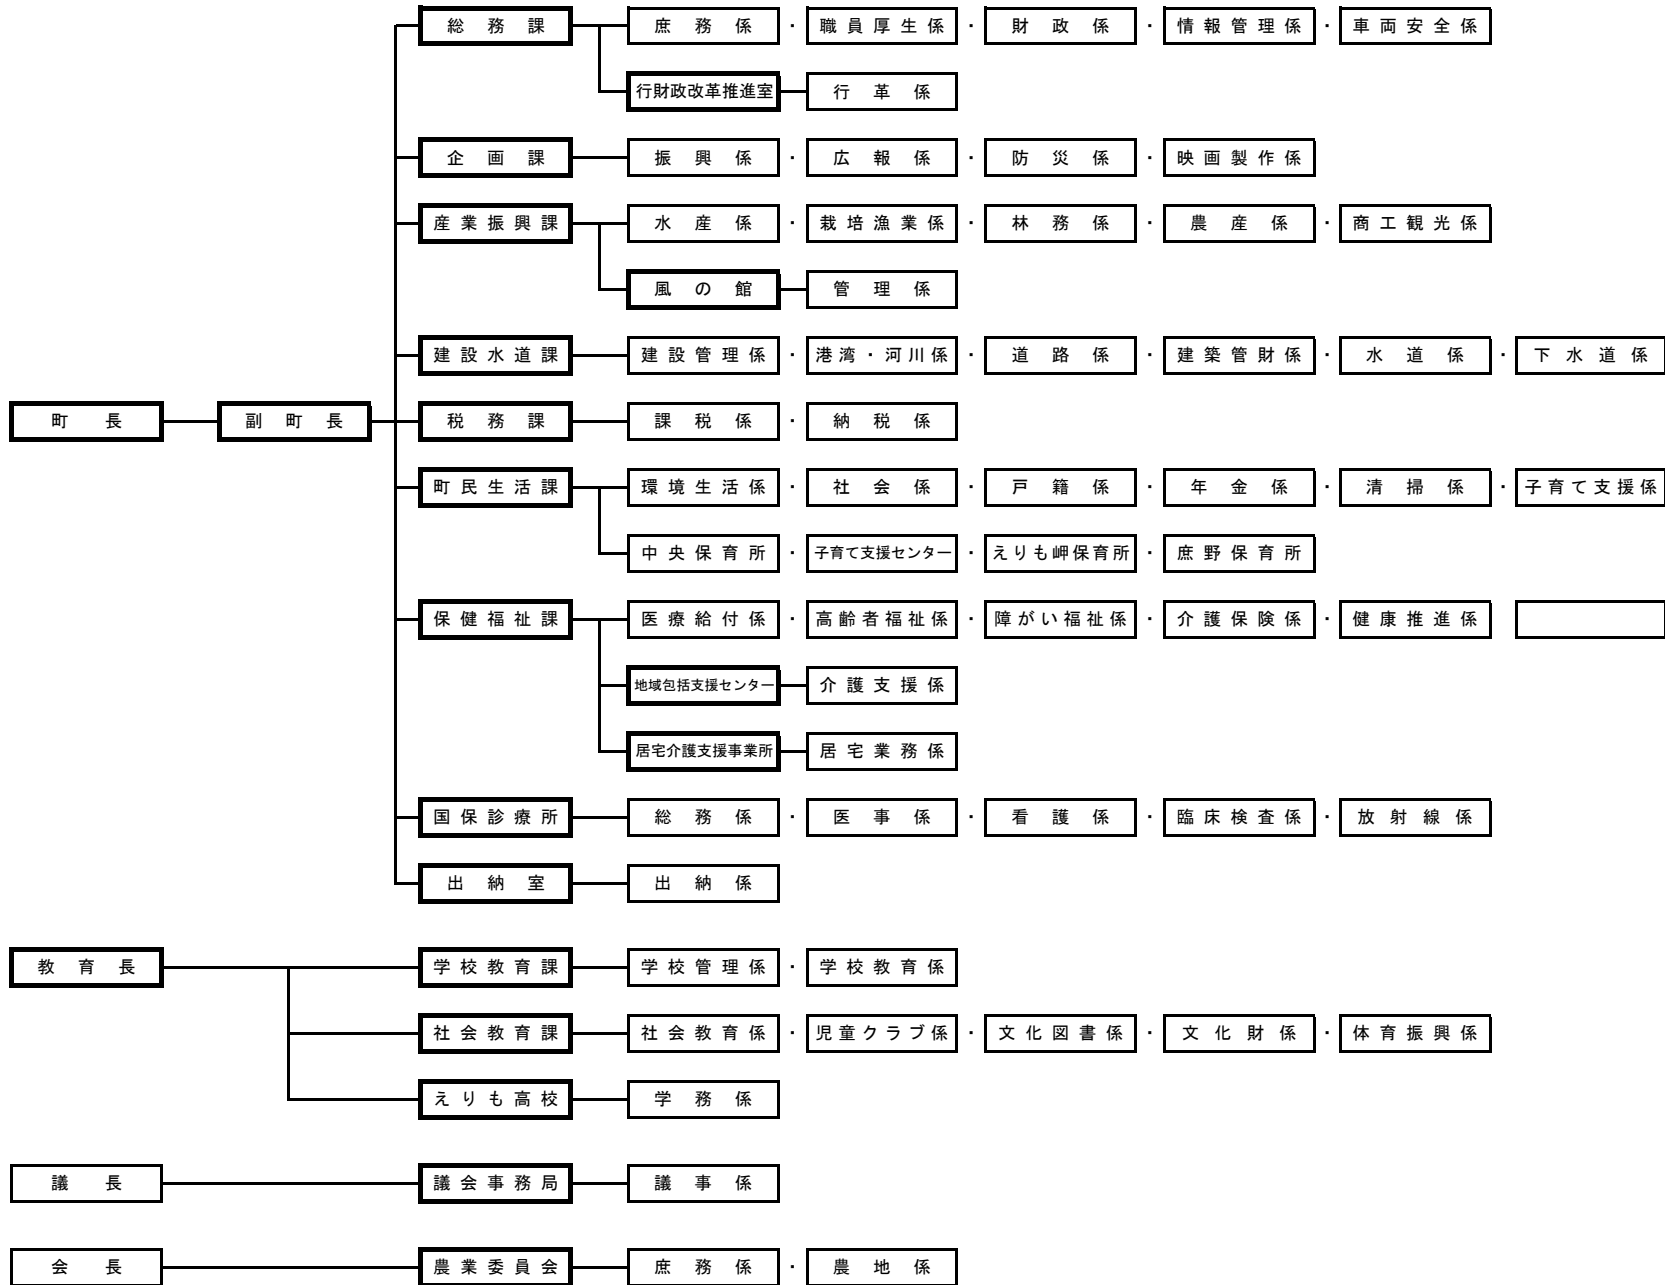 総務課 庶務係 ・ 職員厚生係 ・ 財政係 ・ 情報管理係 ・ 車両安全係
行財政改革推進室 行革係
企画課 振興係 ・ 広報係 ・ 防災係 ・ 映画製作係
産業振興課 水産係 ・ 栽培漁業係 ・ 林務係 ・ 農産係 ・ 商工観光係
風の館 管理係
建設水道課 建設管理係 ・ 港湾・河川係 ・ 道路係 ・ 建築管財係 ・ 水道係 ・ 下水道係
町長 副町長 税務課 課税係 ・ 納税係
町民生活課 環境生活係 ・ 社会係 ・ 戸籍係 ・ 年金係 ・ 清掃係 ・ 子育て支援係
中央保育所 ・ 子育て支援センター ・ えりも岬保育所 ・ 庶野保育所
保健福祉課 医療給付係 ・ 高齢者福祉係 ・ 障がい福祉係 ・ 介護保険係 ・ 健康推進係
地域包括支援センター 介護支援係
居宅介護支援事業所 居宅業務係
国保診療所 総務係 ・ 医事係 ・ 看護係 ・ 臨床検査係 ・ 放射線係
出納室 出納係
教育長 学校教育課 学校管理係 ・ 学校教育係
社会教育課 社会教育係 ・ 児童クラブ係 ・ 文化図書係 ・ 文化財係 ・ 体育振興係
えりも高校 学務係
議長 議会事務局 議事係
会長 農業委員会 庶務係 ・ 農地係